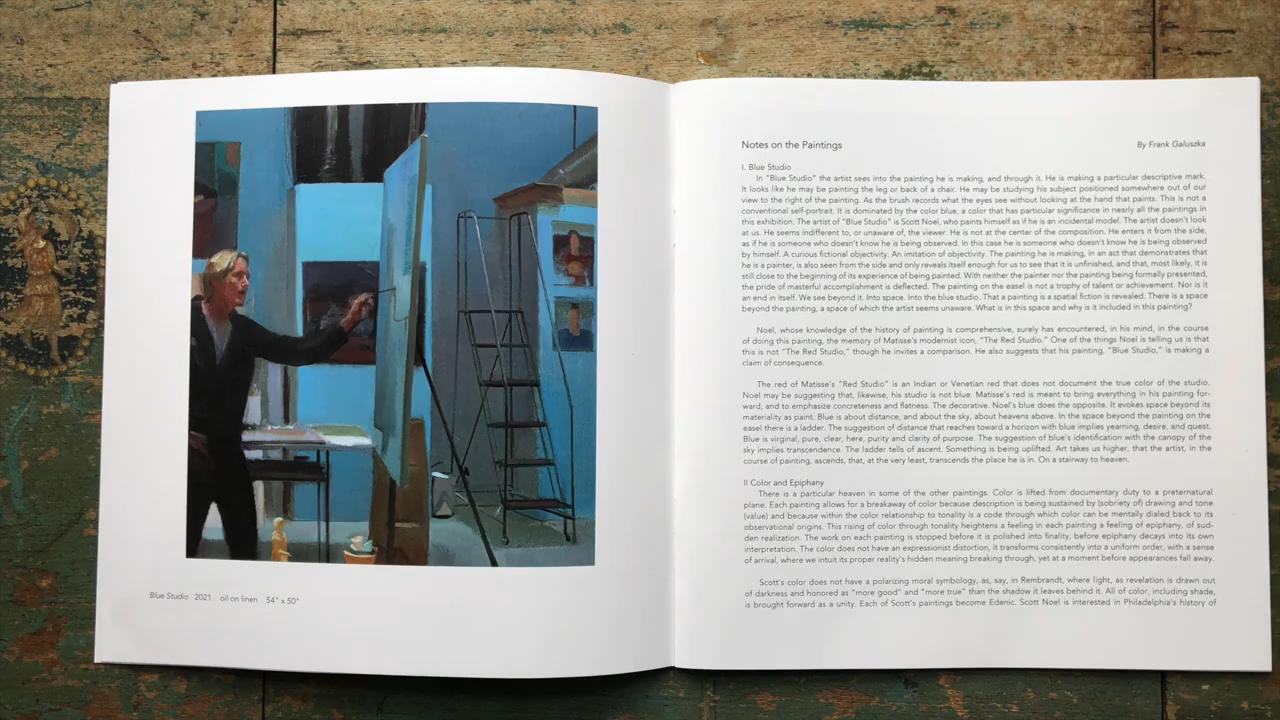 Blue Studio 2021 oil on linen 54" x 50"
Notes on the Paintings
By Frank Galuszka
I. Blue Studio
In "Blue Studio" the artist sees into the painting he is making, and through it. He is making a particular descriptive mark.
It looks like he may be painting the leg or back of a chair. He may be studying his subject positioned somewhere out of our
view to the right of the painting. As the brush records what the eyes see without looking at the hand that paints. This is not a
conventional self-portrait. It is dominated by the color blue, a color that has particular significance in nearly all the paintings in
this exhibition. The artist of "Blue Studio" is Scott Noel, who paints himself as if he is an incidental model. The artist doesn't look
at us. He seems indifferent to, or unaware of, the viewer. He is not at the center of the composition. He enters it from the side,
as if he is someone who doesn't know he is being observed. In this case he is someone who doesn't know he is being observed
by himself. A curious fictional objectivity. An imitation of objectivity. The painting he is making, in an act that demonstrates that
he is a painter, is also seen from the side and only reveals itself enough for us to see that it is unfinished, and that, most likely, it is
still close to the beginning of its experience of being painted. With neither the painter nor the painting being formally presented,
the pride of masterful accomplishment is deflected. The painting on the easel is not a trophy of talent or achievement. Nor is it
an end in itself. We see beyond it. Into space. Into the blue studio. That a painting is a spatial fiction is revealed. There is a space
beyond the painting, a space of which the artist seems unaware. What is in this space and why is it included in this painting?
Noel, whose knowledge of the history of painting is comprehensive, surely has encountered, in his mind, in the course
of doing this painting, the memory of Matisse's modernist icon, "The Red Studio." One of the things Noel is telling us is that
this is not "The Red Studio," though he invites a comparison. He also suggests that his painting, "Blue Studio," is making a
claim of consequence.
The red of Matisse's "Red Studio" is an Indian or Venetian red that does not document the true color of the studio.
Noel may be suggesting that, likewise, his studio is not blue. Matisse's red is meant to bring everything in his painting for-
ward, and to emphasize concreteness and flatness. The decorative. Noel's blue does the opposite. It evokes space beyond its
materiality as paint. Blue is about distance, and about the sky, about heavens above. In the space beyond the painting on the
easel there is a ladder. The suggestion of distance that reaches toward a horizon with blue implies yearning, desire, and quest.
Blue is virginal, pure, clear, here, purity and clarity of purpose. The suggestion of blue's identification with the canopy of the
sky implies transcendence. The ladder tells of ascent. Something is being uplifted. Art takes us higher, that the artist, in the
course of painting, ascends, that, at the very least, transcends the place he is in. On a stairway to heaven.
II Color and Epiphany
There is a particular heaven in some of the other paintings. Color is lifted from documentary duty to a preternatural
plane. Each painting allows for a breakaway of color because description is being sustained by (sobriety of) drawing and tone
(value) and because within the color relationship to tonality is a code through which color can be mentally dialed back to its
observational origins. This rising of color through tonality heightens a feeling in each painting a feeling of epiphany, of sud-
den realization. The work on each painting is stopped before it is polished into finality, before epiphany decays into its own
interpretation. The color does not have an expressionist distortion, it transforms consistently into a uniform order, with a sense
of arrival, where we intuit its proper reality's hidden meaning breaking through, yet at a moment before appearances fall away.
Scott's color does not have a polarizing moral symbology, as, say, in Rembrandt, where light, as revelation is drawn out
of darkness and honored as "more good" and "more true" than the shadow it leaves behind it. All of color, including shade,
is brought forward as a unity. Each of Scott's paintings become Edenic. Scott Noel is interested in Philadelphia's history of